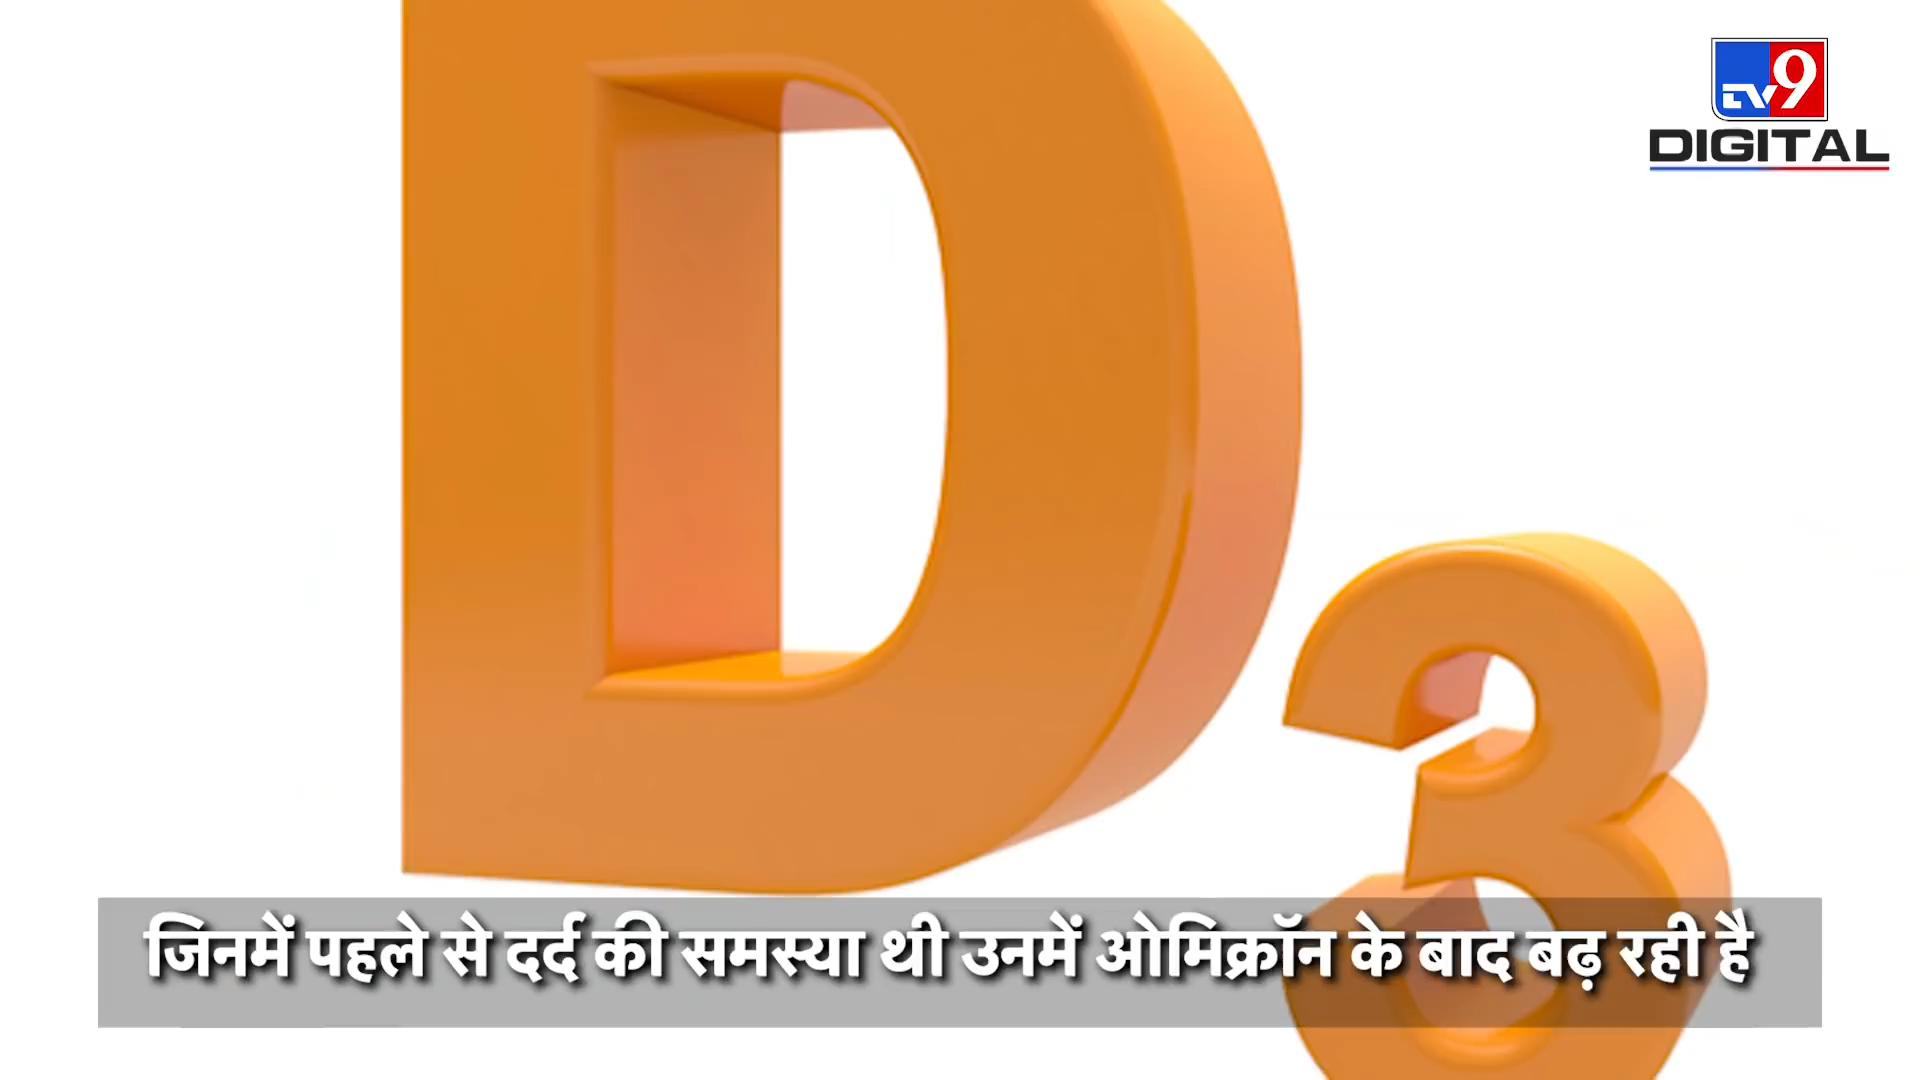 TV9
DIGITAL
D3
जिनमें पहले से दर्द की समस्या थी उनमें ओमिक्रॉन के बाद बढ़ रही है